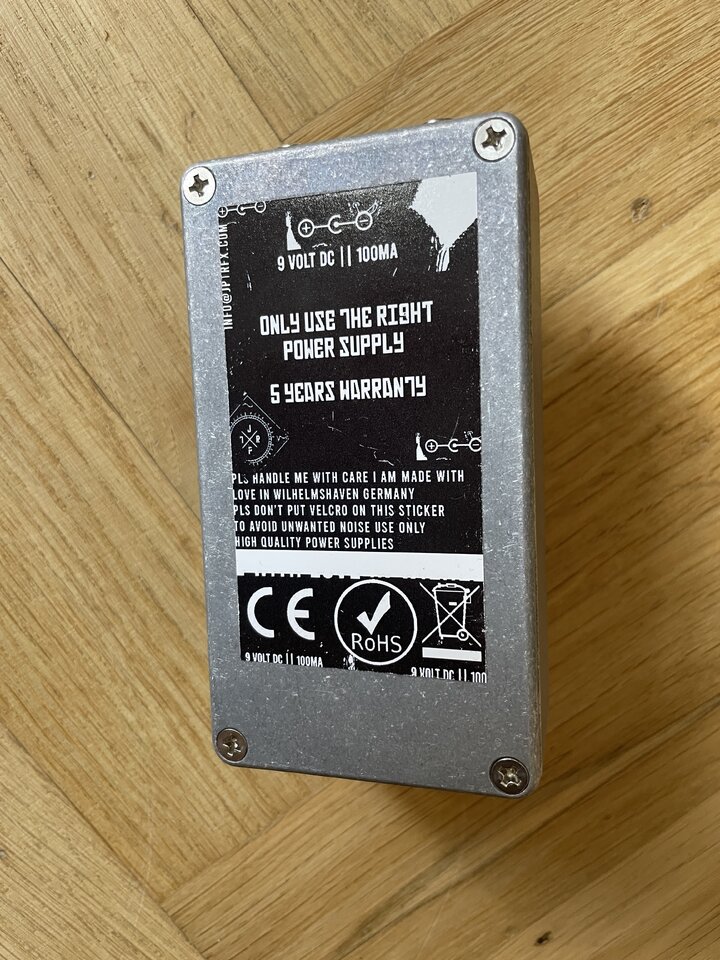 INFO@JPTRFX.COM
9 VOLT DC || 100MA
ONLY USE THE RIGHT
POWER SUPPLY
5 YEARS WARRANTY
J
R
F
PLS HANDLE ME WITH CARE I AM MADE WITH
LOVE IN WILHELMSHAVEN GERMANY
PLS DON'T PUT VELCRO ON THIS STICKER
TO AVOID UNWANTED NOISE USE ONLY
HIGH QUALITY POWER SUPPLIES
CE
RoHS
9 VOLT DC || 100MA
9 VOLT DC || 100